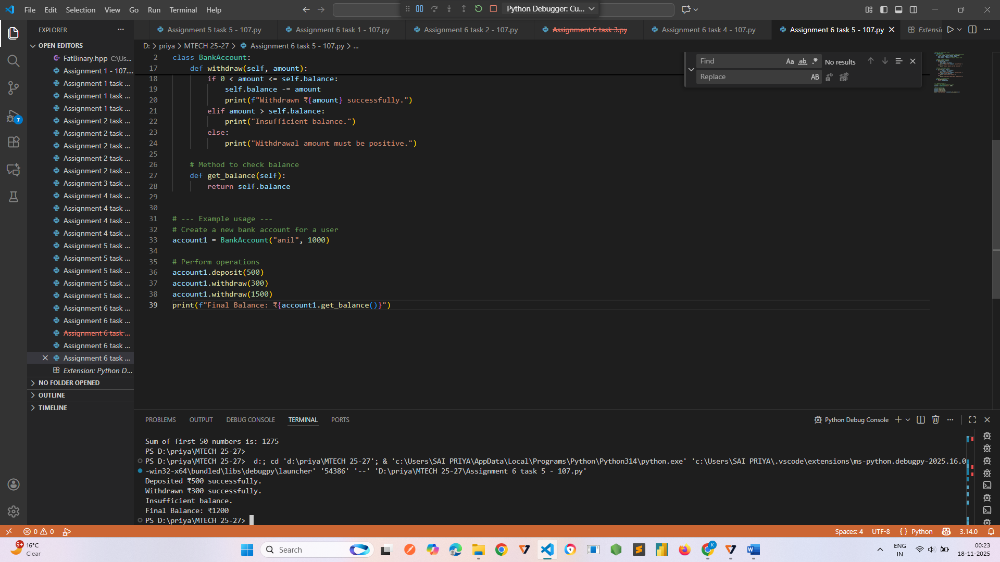 File Edit Selection View Go Run Terminal Help
Python Debugger: Cu...
EXPLORER
Assignment 5 task 5 - 107.py
Assignment 6 task 1 - 107.py
Assignment 6 task 2 - 107.py
Assignment 6 task 3.py
Assignment 6 task 4 - 107.py
Assignment 6 task 5 - 107.py
OPEN EDITORS
FatBinary.hpp C:\Us...
Assignment 1 - 107....
Assignment 1 task ...
Assignment 1 task ...
Assignment 1 task ...
Assignment 2 task ...
Assignment 2 task ...
Assignment 2 task ...
Assignment 2 task ...
Assignment 2 task ...
Assignment 3 task ...
Assignment 4 task ...
Assignment 4 task ...
Assignment 4 task ...
Assignment 4 task ...
Assignment 5 task ...
Assignment 5 task ...
Assignment 5 task ...
Assignment 5 task ...
Assignment 5 task ...
Assignment 6 task ...
Assignment 6 task ...
Assignment 6 task ...
Assignment 6 task ...
Assignment 6 task ...
Extension: Python D...
NO FOLDER OPENED
OUTLINE
TIMELINE
7
D: > priya > MTECH 25-27 > Assignment 6 task 5 - 107.py > ...
2 class BankAccount:
17 def withdraw(self, amount):
18 if 0 < amount <= self.balance:
19 self.balance -= amount
20 print(f"Withdrawn ₹{amount} successfully.")
21 elif amount > self.balance:
22 print("Insufficient balance.")
23 else:
24 print("Withdrawal amount must be positive.")
25
26 # Method to check balance
27 def get_balance(self):
28 return self.balance
29
30
31 # --- Example usage ---
32 # Create a new bank account for a user
33 account1 = BankAccount("anil", 1000)
34
35 # Perform operations
36 account1.deposit(500)
37 account1.withdraw(300)
38 account1.withdraw(1500)
39 print(f"Final Balance: ₹{account1.get_balance()}")
Find Aa ab .* No results
Replace AB
PROBLEMS OUTPUT DEBUG CONSOLE TERMINAL PORTS
Python Debug Console
Sum of first 50 numbers is: 1275
PS D:\priya\MTECH 25-27>
PS D:\priya\MTECH 25-27>  d:; cd 'd:\priya\MTECH 25-27'; & 'c:\Users\SAI PRIYA\AppData\Local\Programs\Python\Python314\python.exe' 'c:\Users\SAI PRIYA\.vscode\extensions\ms-python.debugpy-2025.16.0
-win32-x64\bundled\libs\debugpy\launcher' '54386' '--' 'D:\priya\MTECH 25-27\Assignment 6 task 5 - 107.py'
Deposited ₹500 successfully.
Withdrawn ₹300 successfully.
Insufficient balance.
Final Balance: ₹1200
PS D:\priya\MTECH 25-27>
0 0
Spaces: 4 UTF-8 { } Python 3.14.0
9+ 16°C
Clear
Search
K
ENG
IN
00:23
18-11-2025